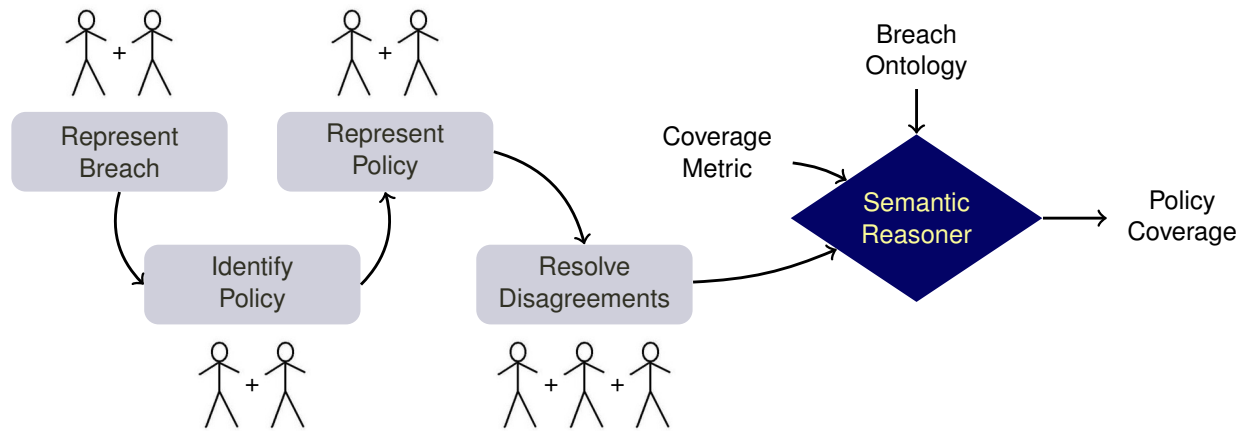 +
+
Represent
Breach
Identify
Policy
+
Represent
Policy
Resolve
Disagreements
+ +
Coverage
Metric
Breach
Ontology
Semantic
Reasoner
Policy
Coverage